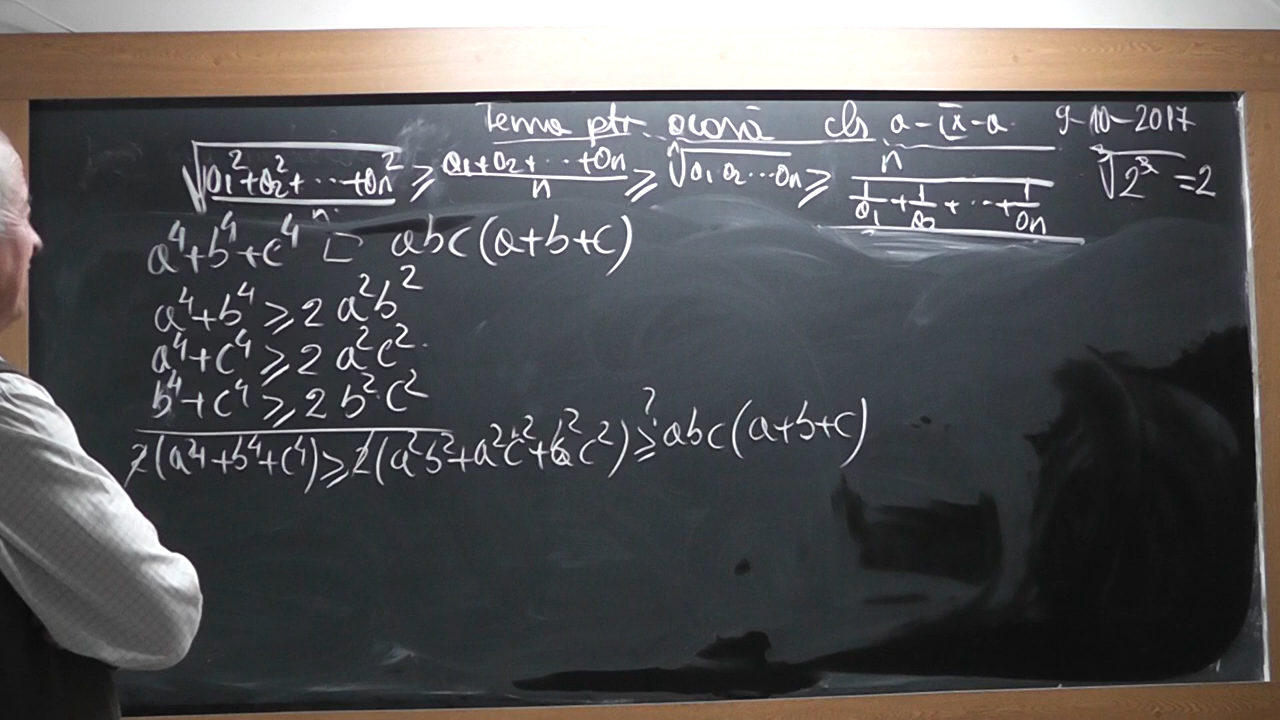 Tema ptr. acasă cls a-IX-a 9-10-2017
√((a₁²+a₂²+⋯+aₙ²)/n) ≥ (a₁+a₂+⋯+aₙ)/n ≥ ⁿ√(a₁a₂⋯aₙ) ≥ n/(1/a₁+1/a₂+⋯+1/aₙ) ³√(2³)=2
a⁴+b⁴+c⁴ □ abc(a+b+c)
a⁴+b⁴ ≥ 2a²b²
a⁴+c⁴ ≥ 2a²c²
b⁴+c⁴ ≥ 2b²c²
2(a⁴+b⁴+c⁴) ≥ 2(a²b²+a²c²+b²c²) ≥? abc(a+b+c)